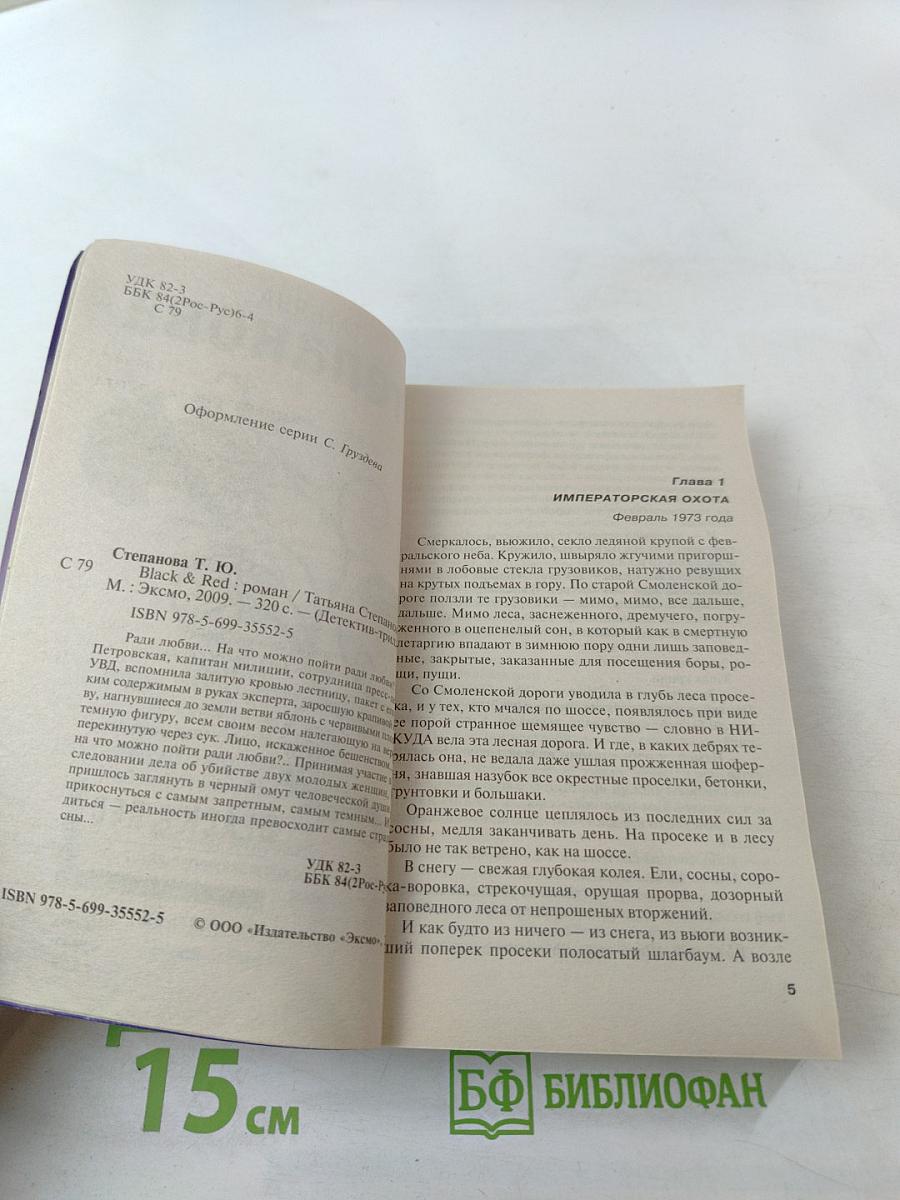 УДК 82-3
ББК 84(2Рос-Рус)6-4
С 79
Оформление серии С. Груздева
Степанова Т. Ю.
С 79 Black & Red : роман / Татьяна Степано
М. : Эксмо, 2009. — 320 с. — (Детектив-три
ISBN 978-5-699-35552-5
Ради любви... На что можно пойти ради любви
Петровская, капитан милиции, сотрудница пресс-
УВД, вспомнила залитую кровью лестницу, пакет с
ким содержимым в руках эксперта, заросшую крапивой
ву, нагнувшиеся до земли ветви яблонь с червивыми
темную фигуру, всем своим весом налегающую на
перекинутую через сук. Лицо, искаженное бешенством
на что можно пойти ради любви?.. Принимая участие
следовании дела об убийстве двух молодых женщин,
пришлось заглянуть в черный омут человеческой души
прикоснуться с самым запретным, самым темным...
диться — реальность иногда превосходит самые
сны...
УДК 82-3
ББК 84(2Рос-Рус
ISBN 978-5-699-35552-5
© ООО «Издательство «Эксмо»,
Глава 1
ИМПЕРАТОРСКАЯ ОХОТА
Февраль 1973 года
Смеркалось, вьюжило, секло ледяной крупой с фев-
ральского неба. Кружило, швыряло жгучими пригорш-
нями в лобовые стекла грузовиков, натужно ревущих
на крутых подъемах в гору. По старой Смоленской до-
роге ползли те грузовики — мимо, мимо, все дальше,
дальше. Мимо леса, заснеженного, дремучего, погру-
женного в оцепенелый сон, в который как в смертную
летаргию впадают в зимнюю пору одни лишь заповед-
ные, закрытые, заказанные для посещения боры, ро-
щи, пущи.
Со Смоленской дороги уводила в глубь леса просе-
ка, и у тех, кто мчался по шоссе, появлялось при виде
ее порой странное щемящее чувство — словно в НИ-
КУДА вела эта лесная дорога. И где, в каких дебрях те-
рялась она, не ведала даже ушлая прожженная шофер-
ня, знавшая назубок все окрестные проселки, бетонки,
грунтовки и большаки.
Оранжевое солнце цеплялось из последних сил за
сосны, медля заканчивать день. На просеке и в лесу
было не так ветрено, как на шоссе.
В снегу — свежая глубокая колея. Ели, сосны, соро-
ка-воровка, стрекочущая, орущая прорва, дозорный
заповедного леса от непрошеных вторжений.
И как будто из ничего — из снега, из вьюги возник-
ший поперек просеки полосатый шлагбаум. А возле
5
15 см
БФ БИБЛИОФАН